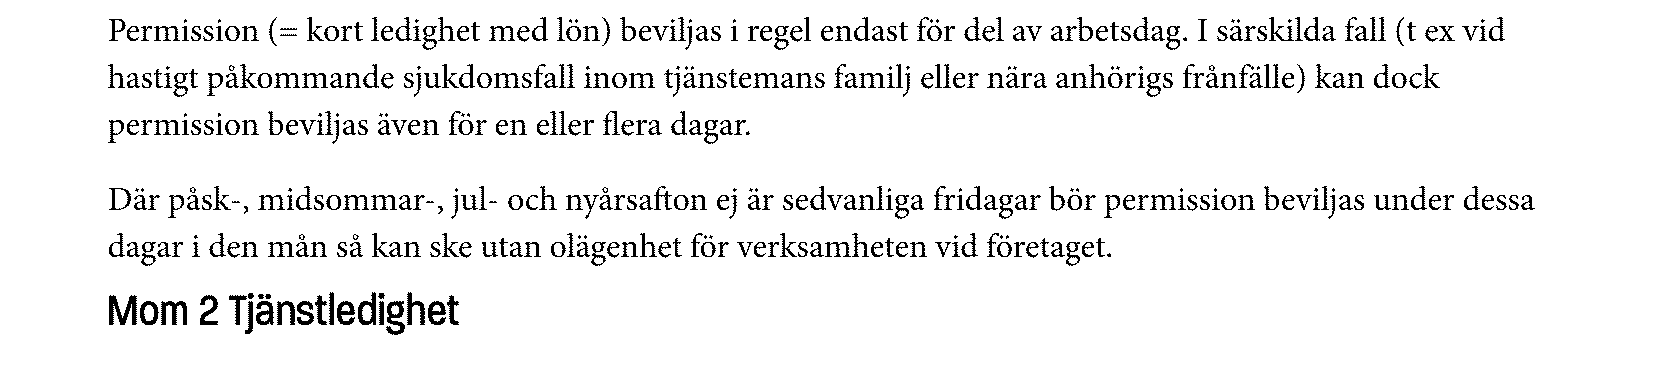 Permission (= kort ledighet med lön) beviljas i regel endast för del av arbetsdag. I särskilda fall (t ex vid
hastigt påkommande sjukdomsfall inom tjänstemans familj eller nära anhörigs frånfälle) kan dock
permission beviljas även för en eller flera dagar.
Där påsk-, midsommar-, jul- och nyårsafton ej är sedvanliga fridagar bör permission beviljas under dessa
dagar i den mån så kan ske utan olägenhet för verksamheten vid företaget.
Mom 2 Tjänstledighet